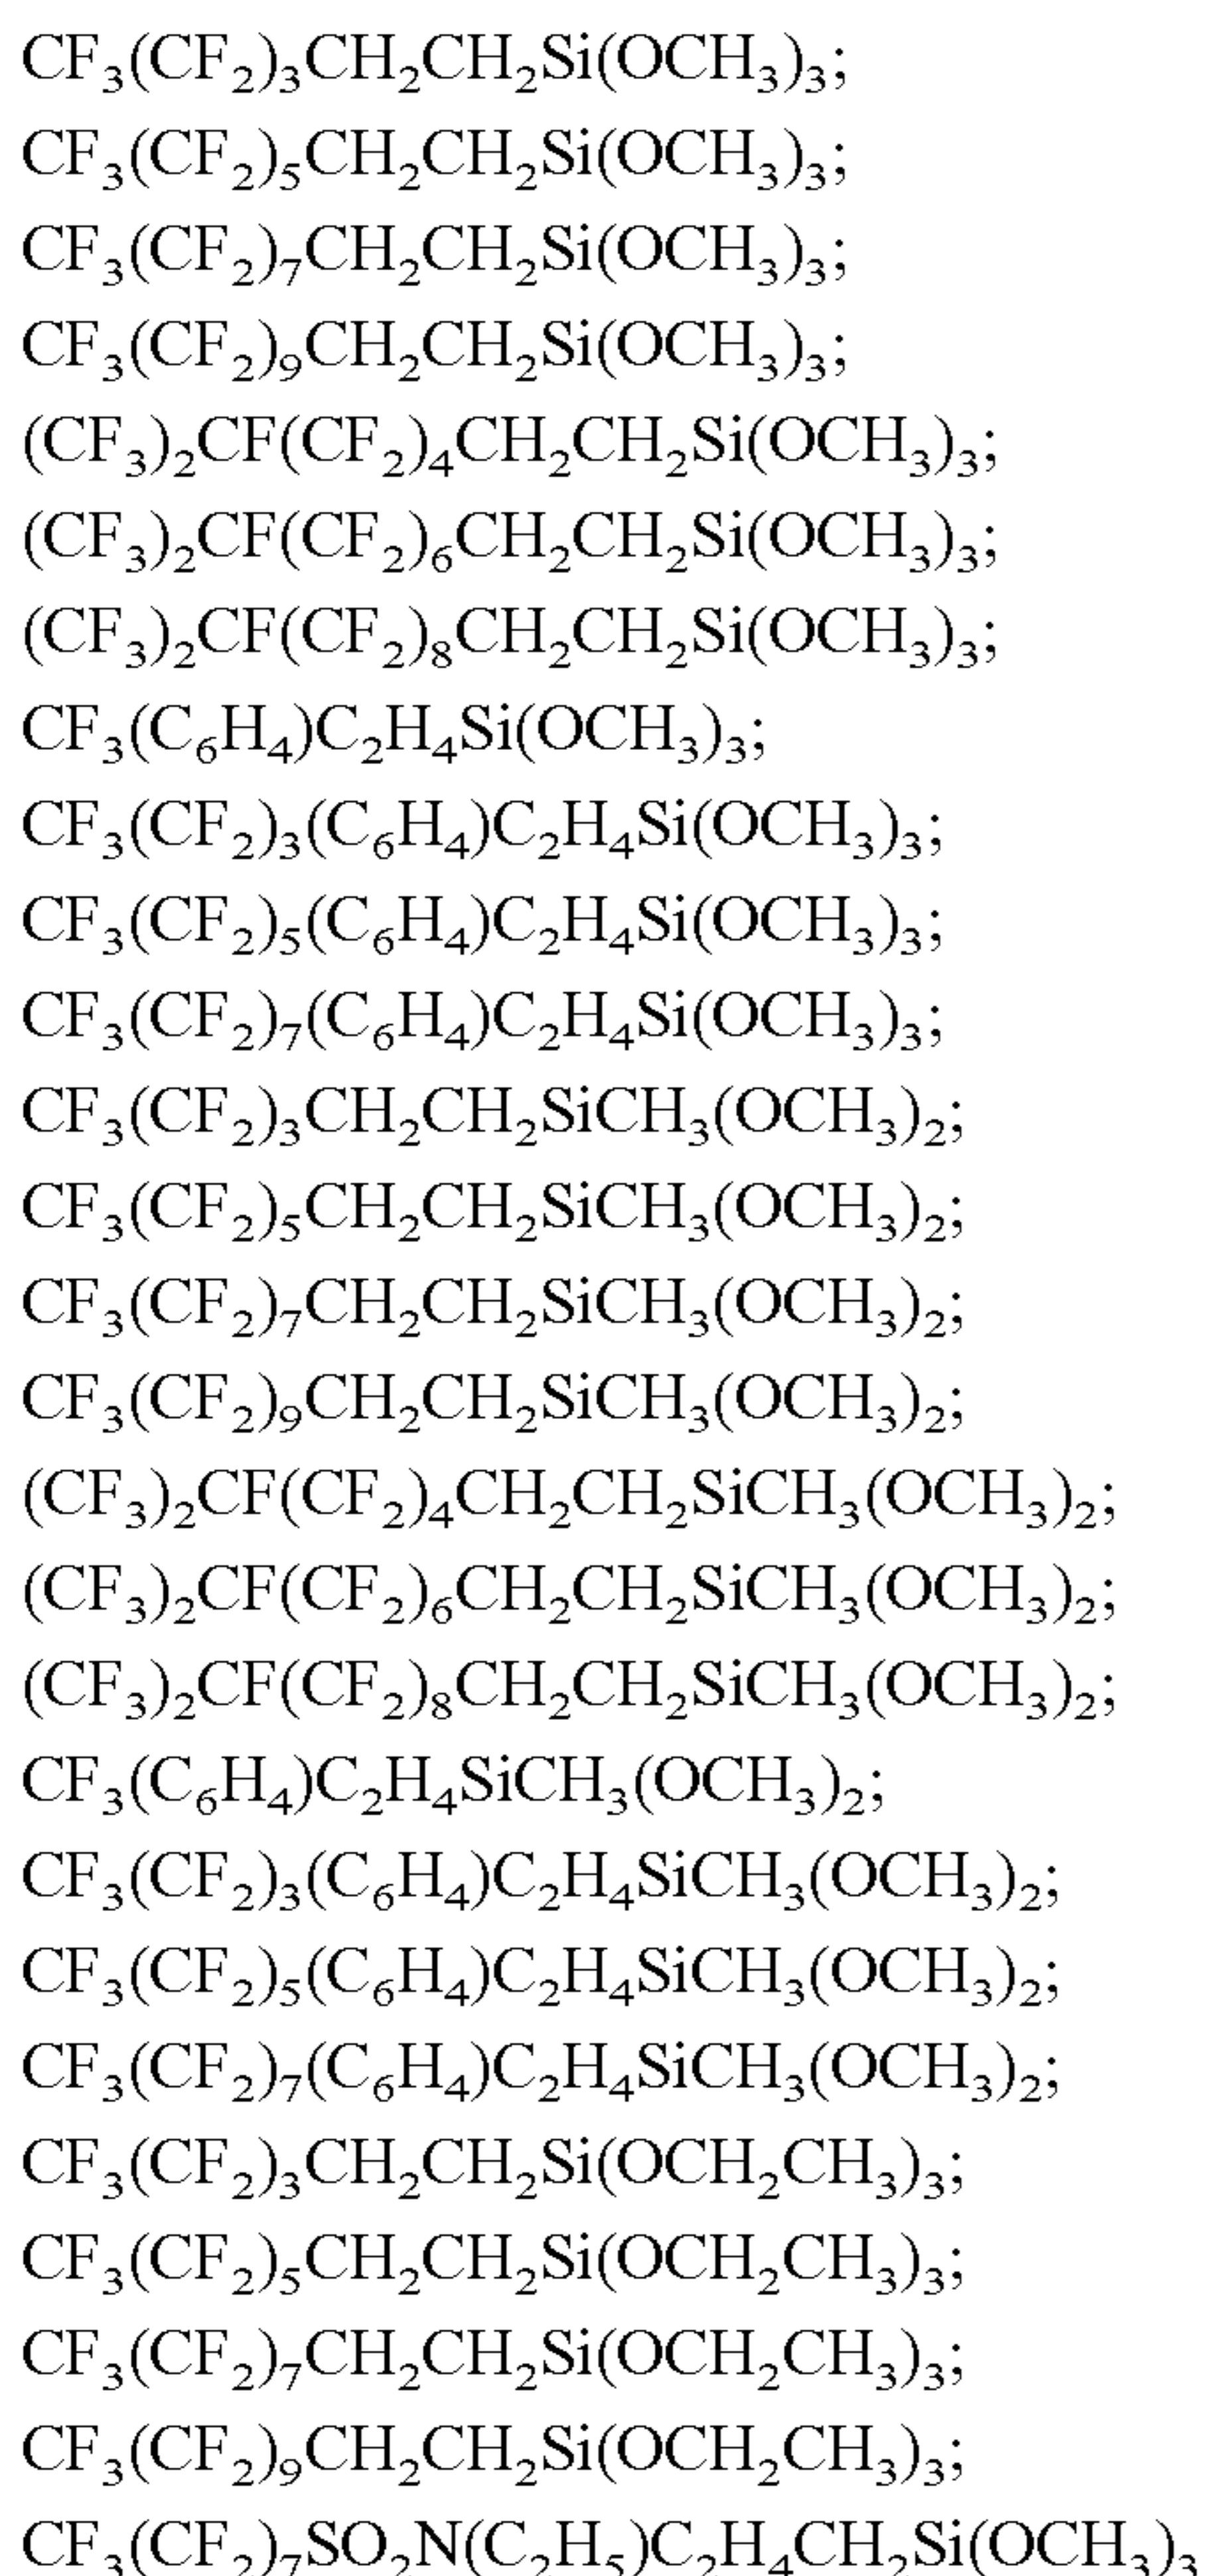 CF₃(CF₂)₃CH₂CH₂Si(OCH₃)₃;
CF₃(CF₂)₅CH₂CH₂Si(OCH₃)₃;
CF₃(CF₂)₇CH₂CH₂Si(OCH₃)₃;
CF₃(CF₂)₉CH₂CH₂Si(OCH₃)₃;
(CF₃)₂CF(CF₂)₄CH₂CH₂Si(OCH₃)₃;
(CF₃)₂CF(CF₂)₆CH₂CH₂Si(OCH₃)₃;
(CF₃)₂CF(CF₂)₈CH₂CH₂Si(OCH₃)₃;
CF₃(C₆H₄)C₂H₄Si(OCH₃)₃;
CF₃(CF₂)₃(C₆H₄)C₂H₄Si(OCH₃)₃;
CF₃(CF₂)₅(C₆H₄)C₂H₄Si(OCH₃)₃;
CF₃(CF₂)₇(C₆H₄)C₂H₄Si(OCH₃)₃;
CF₃(CF₂)₃CH₂CH₂SiCH₃(OCH₃)₂;
CF₃(CF₂)₅CH₂CH₂SiCH₃(OCH₃)₂;
CF₃(CF₂)₇CH₂CH₂SiCH₃(OCH₃)₂;
CF₃(CF₂)₉CH₂CH₂SiCH₃(OCH₃)₂;
(CF₃)₂CF(CF₂)₄CH₂CH₂SiCH₃(OCH₃)₂;
(CF₃)₂CF(CF₂)₆CH₂CH₂SiCH₃(OCH₃)₂;
(CF₃)₂CF(CF₂)₈CH₂CH₂SiCH₃(OCH₃)₂;
CF₃(C₆H₄)C₂H₄SiCH₃(OCH₃)₂;
CF₃(CF₂)₃(C₆H₄)C₂H₄SiCH₃(OCH₃)₂;
CF₃(CF₂)₅(C₆H₄)C₂H₄SiCH₃(OCH₃)₂;
CF₃(CF₂)₇(C₆H₄)C₂H₄SiCH₃(OCH₃)₂;
CF₃(CF₂)₃CH₂CH₂Si(OCH₂CH₃)₃;
CF₃(CF₂)₅CH₂CH₂Si(OCH₂CH₃)₃;
CF₃(CF₂)₇CH₂CH₂Si(OCH₂CH₃)₃;
CF₃(CF₂)₉CH₂CH₂Si(OCH₂CH₃)₃;
CF₃(CF₂)₇SO₂N(C₂H₅)C₂H₄CH₂Si(OCH₃)₃